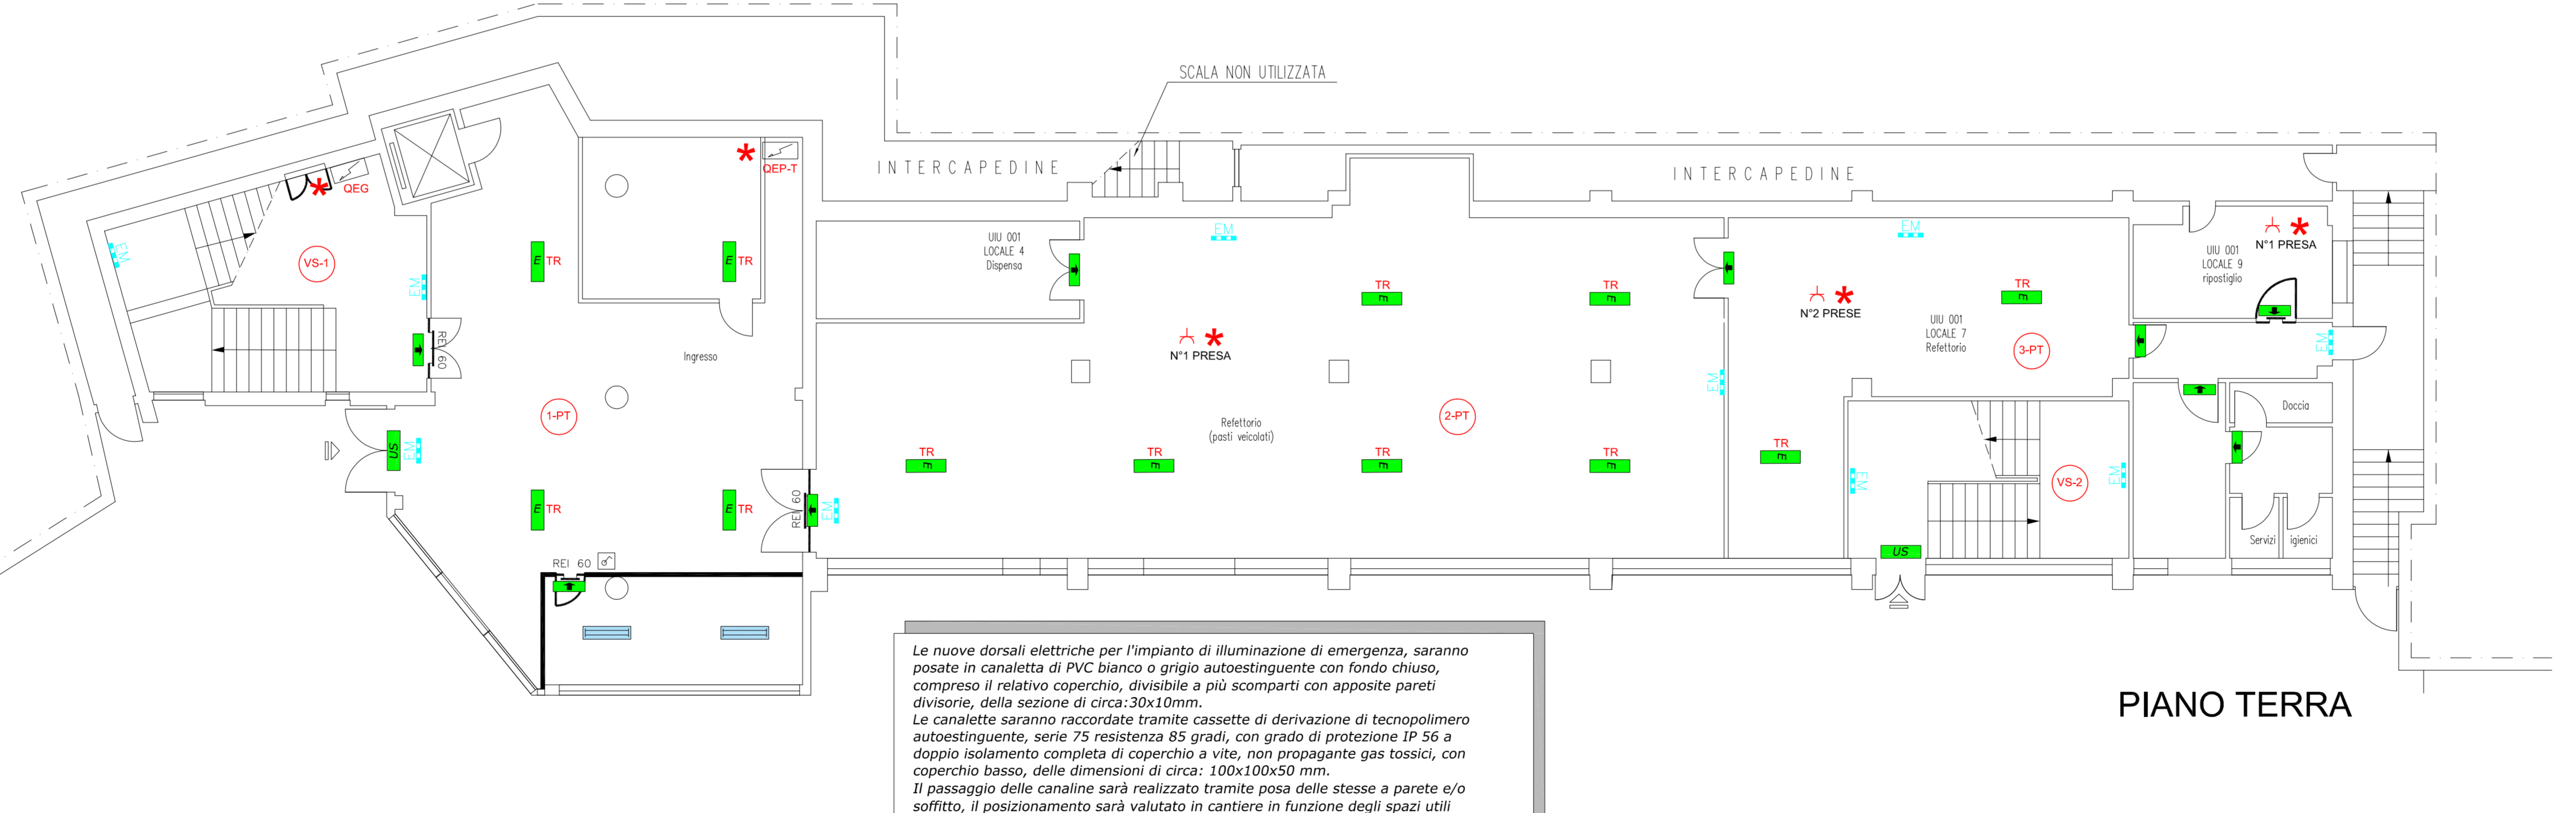 SCALA NON UTILIZZATA
INTERCAPEDINE
INTERCAPEDINE
QEG
QEP-T
EM
VS-1
EM
REI 60
E TR
E TR
Ingresso
1-PT
US
EM
E TR
E TR
REI 60
EM
REI 60
UIU 001
LOCALE 4
Dispensa
EM
N°1 PRESA
TR
E
TR
E
Refettorio
(pasti veicolati)
2-PT
TR
E
TR
E
TR
E
TR
E
EM
EM
N°2 PRESE
UIU 001
LOCALE 7
Refettorio
TR
E
3-PT
TR
E
EM
VS-2
EM
US
UIU 001
LOCALE 9
ripostiglio
N°1 PRESA
EM
Doccia
Servizi
igienici
PIANO TERRA
Le nuove dorsali elettriche per l'impianto di illuminazione di emergenza, saranno
posate in canaletta di PVC bianco o grigio autoestinguente con fondo chiuso,
compreso il relativo coperchio, divisibile a più scomparti con apposite pareti
divisorie, della sezione di circa:30x10mm.
Le canalette saranno raccordate tramite cassette di derivazione di tecnopolimero
autoestinguente, serie 75 resistenza 85 gradi, con grado di protezione IP 56 a
doppio isolamento completa di coperchio a vite, non propagante gas tossici, con
coperchio basso, delle dimensioni di circa: 100x100x50 mm.
Il passaggio delle canaline sarà realizzato tramite posa delle stesse a parete e/o
soffitto, il posizionamento sarà valutato in cantiere in funzione degli spazi utili